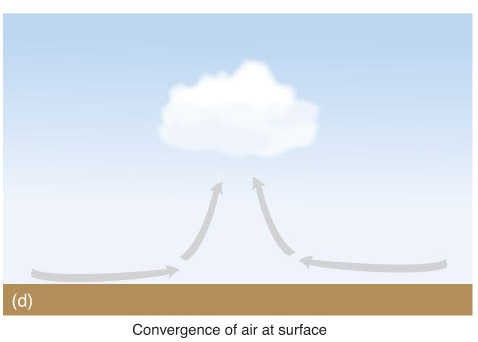 (d)
Convergence of air at surface